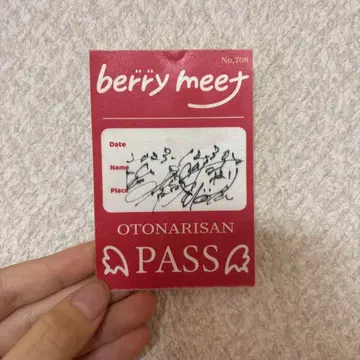 No.708
berry meet
Date
Name
Place
OTONARISAN
PASS